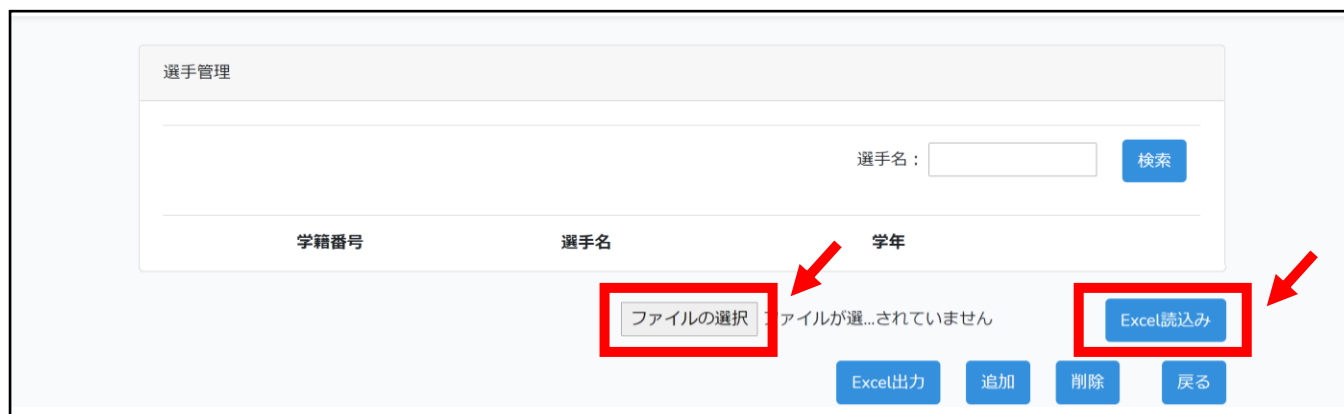 選手管理
選手名： 検索
学籍番号 選手名 学年
ファイルの選択 ファイルが選...されていません Excel読込み
Excel出力 追加 削除 戻る